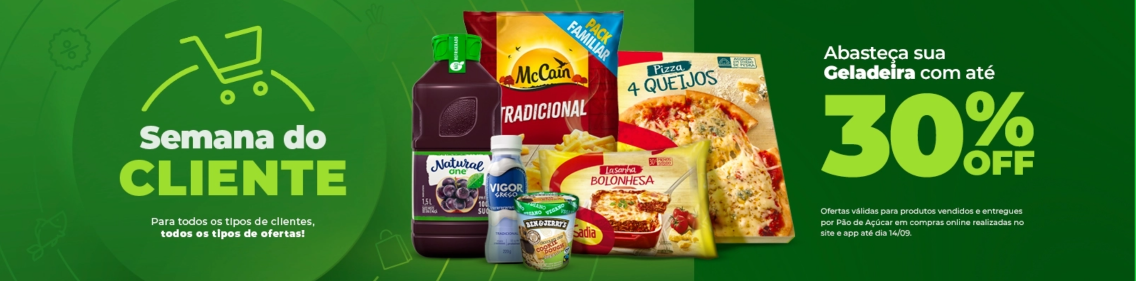 Semana do
CLIENTE
Para todos os tipos de clientes,
todos os tipos de ofertas!
PACK
FAMILIAR
McCain
TRADICIONAL
Natural
one
1,5 L
VIGOR
GREGO
BEN & JERRY'S
COOKIE
DOUGH
Pizza
4 QUEIJOS
Lasanha
BOLONHESA
Sadia
Abasteça sua
Geladeira com até
30%
OFF
Ofertas válidas para produtos vendidos e entregues
por Pão de Açúcar em compras online realizadas no
site e app até dia 14/09.